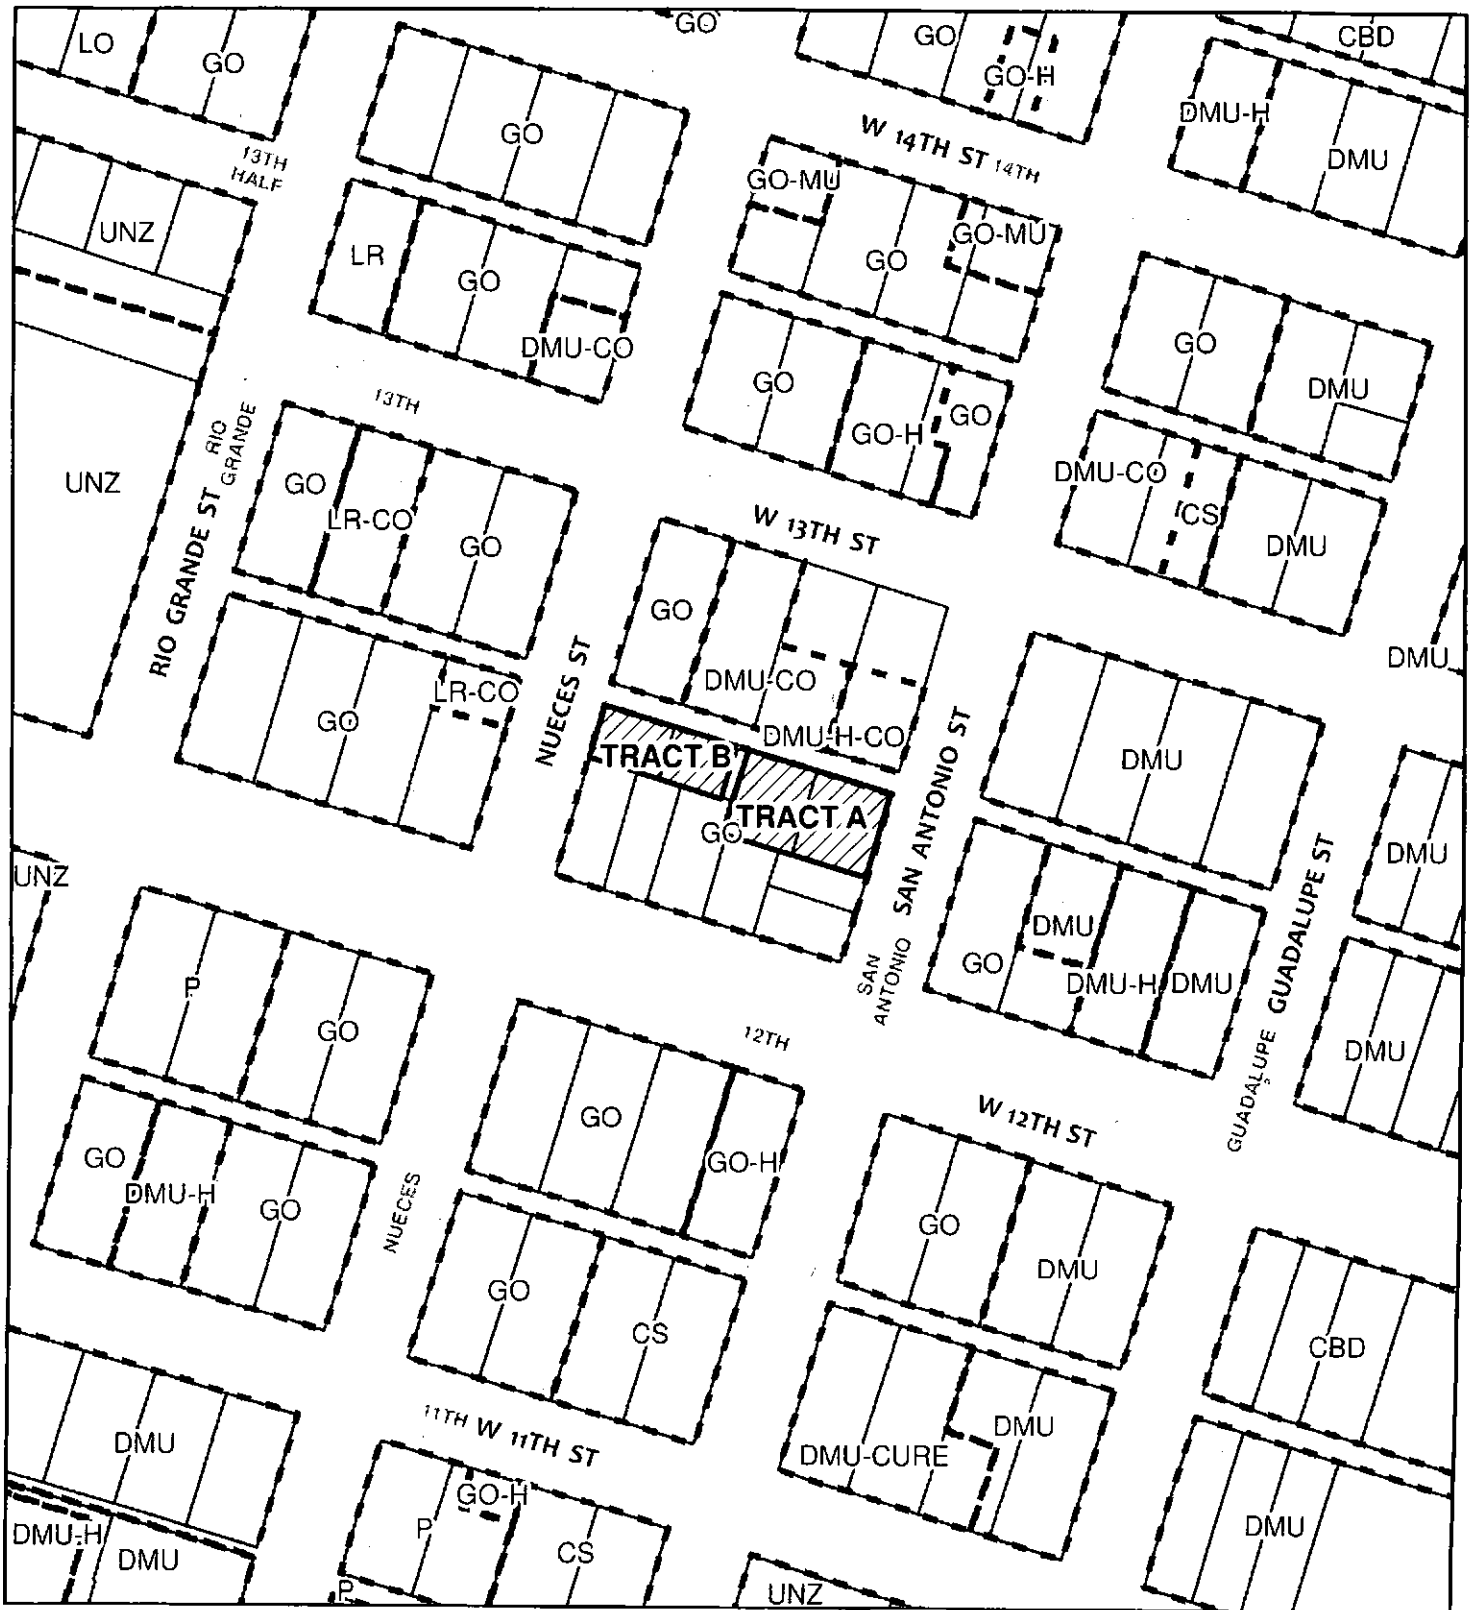 LO
GO
GO
GO
GO-H
CBD
DMU-H
DMU
13TH
HALF
GO
W 14TH ST
14TH
GO-MU
GO-MU
GO
UNZ
LR
GO
DMU-CO
GO
GO-H
GO
GO
DMU
DMU-CO
CS
DMU
13TH
RIO
GRANDE
UNZ
RIO GRANDE ST
GO
LR-CO
GO
W 13TH ST
GO
DMU-CO
DMU-H-CO
DMU
LR-CO
GO
NUECES ST
TRACT B
TRACT A
GO
SAN ANTONIO ST
DMU
DMU
GUADALUPE ST
UNZ
P
GO
SAN
ANTONIO
GO
DMU
DMU-H
DMU
DMU
GUADALUPE
12TH
W 12TH ST
GO
DMU-H
GO
NUECES
GO
GO-H
GO
CS
GO
DMU
CBD
DMU
11TH
W 11TH ST
DMU-CURE
DMU
DMU-H
DMU
P
GO-H
CS
P
UNZ
DMU